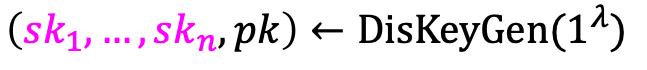 (sk₁, ..., skₙ, pk) ← DisKeyGen(1^λ)